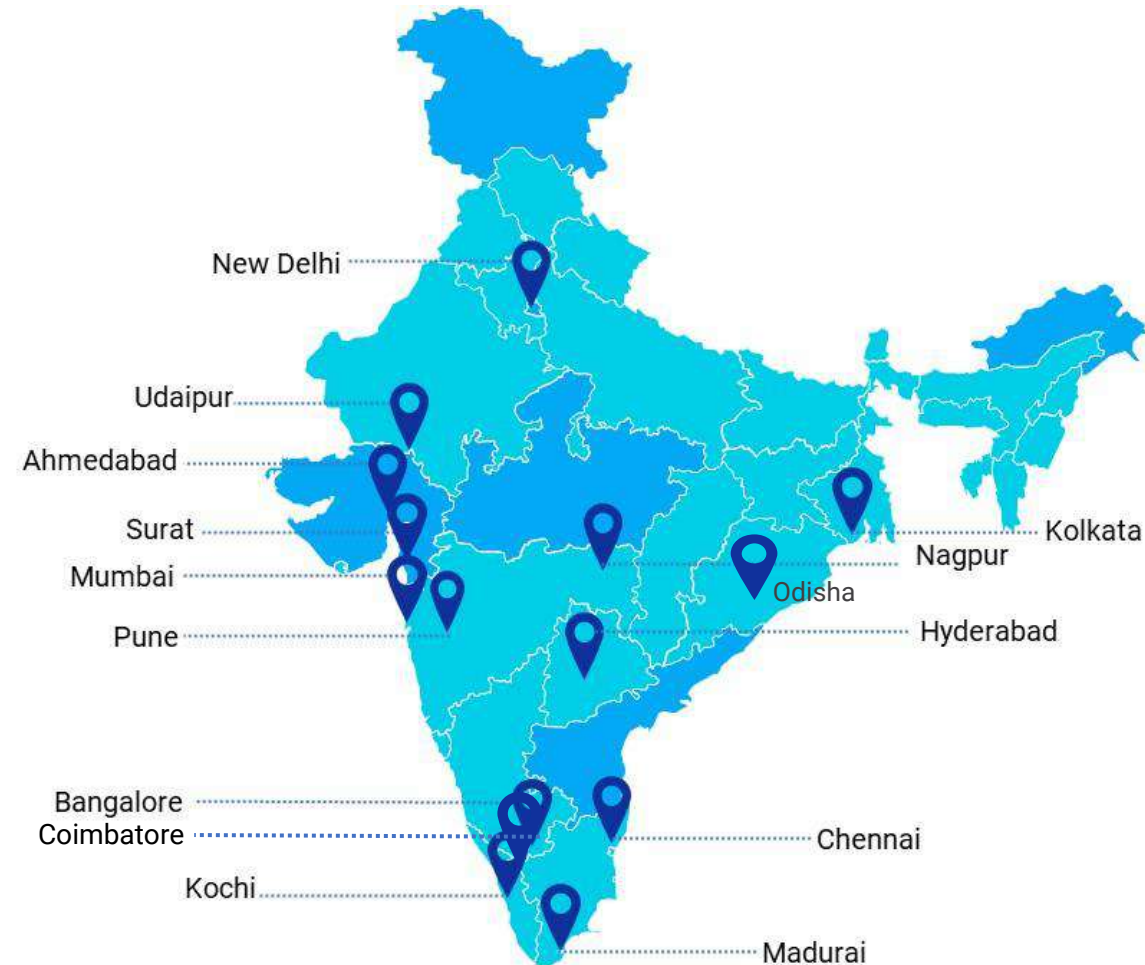 New Delhi
Udaipur
Ahmedabad
Surat
Kolkata
Nagpur
Mumbai
Odisha
Pune
Hyderabad
Bangalore
Coimbatore
Chennai
Kochi
Madurai